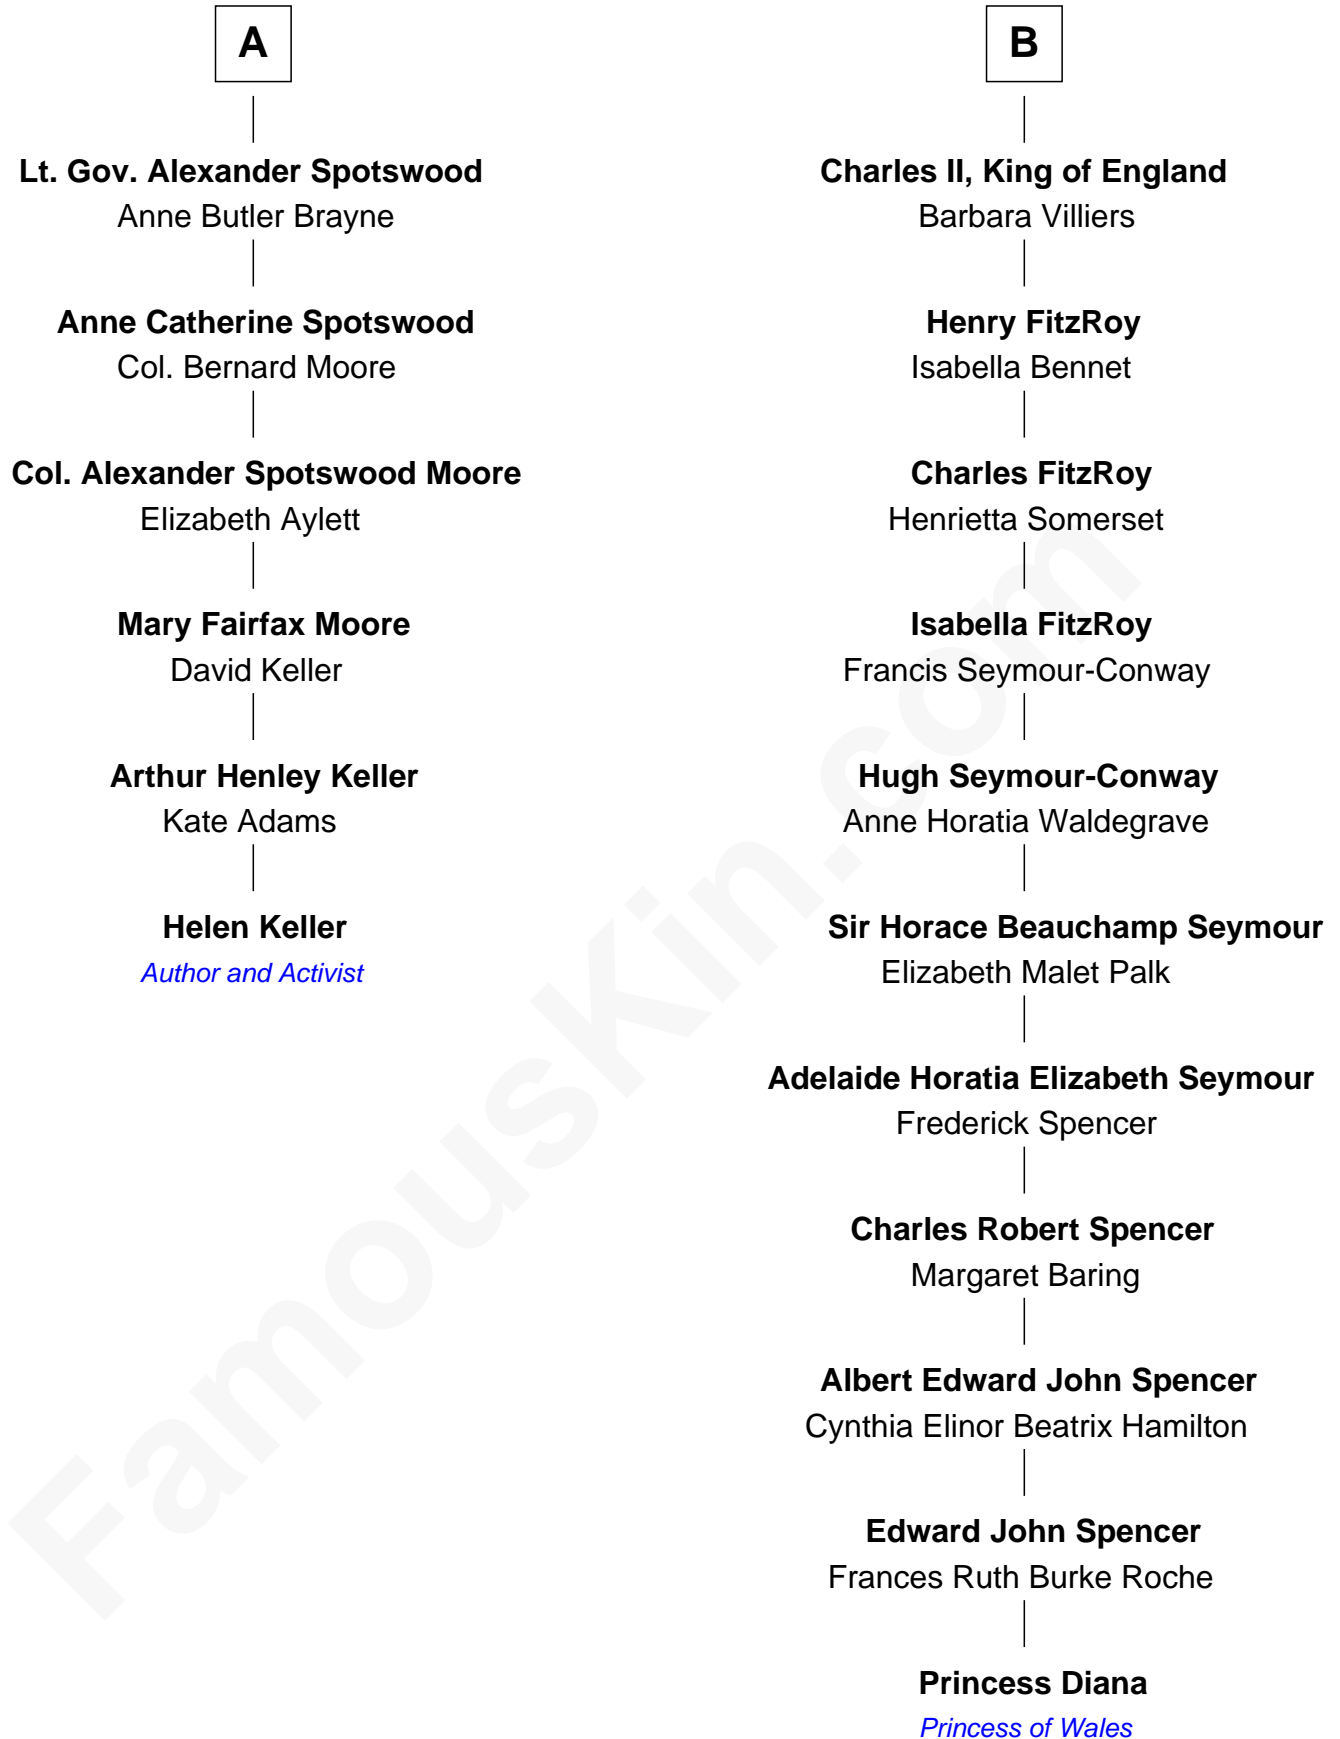 A
Lt. Gov. Alexander Spotswood
Anne Butler Brayne
Anne Catherine Spotswood
Col. Bernard Moore
Col. Alexander Spotswood Moore
Elizabeth Aylett
Mary Fairfax Moore
David Keller
Arthur Henley Keller
Kate Adams
Helen Keller
Author and Activist
B
Charles II, King of England
Barbara Villiers
Henry FitzRoy
Isabella Bennet
Charles FitzRoy
Henrietta Somerset
Isabella FitzRoy
Francis Seymour-Conway
Hugh Seymour-Conway
Anne Horatia Waldegrave
Sir Horace Beauchamp Seymour
Elizabeth Malet Palk
Adelaide Horatia Elizabeth Seymour
Frederick Spencer
Charles Robert Spencer
Margaret Baring
Albert Edward John Spencer
Cynthia Elinor Beatrix Hamilton
Edward John Spencer
Frances Ruth Burke Roche
Princess Diana
Princess of Wales
FamousKin.com